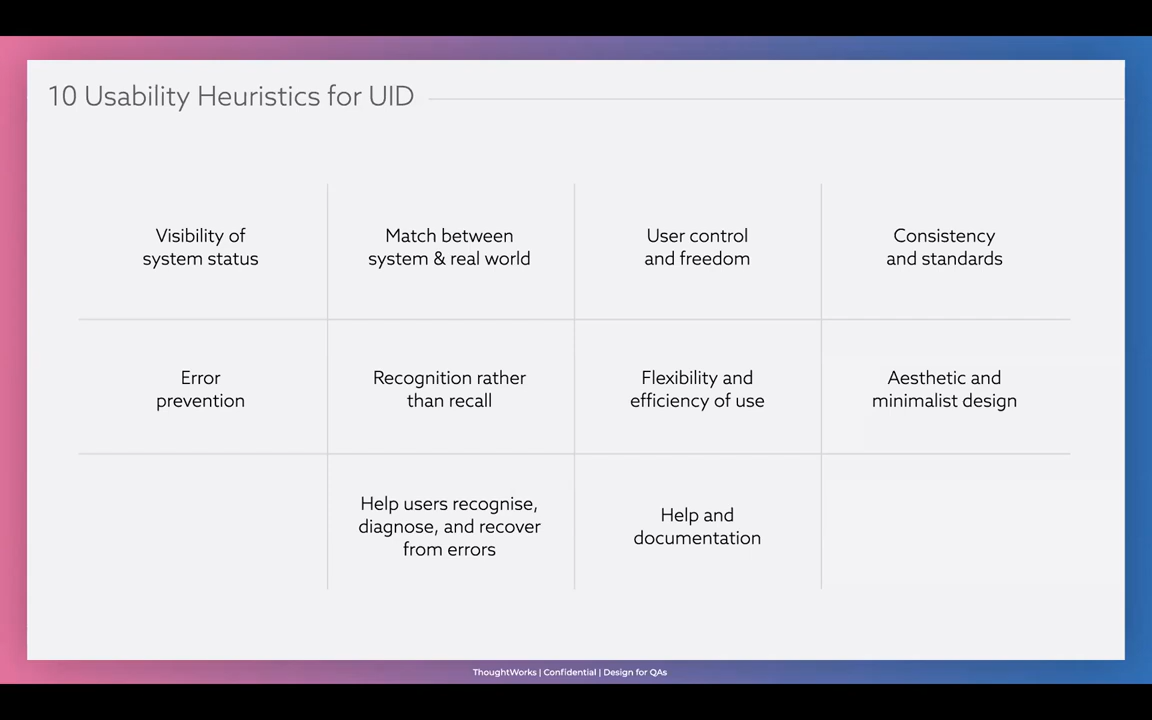 10 Usability Heuristics for UID
Visibility of
system status
Match between
system & real world
User control
and freedom
Consistency
and standards
Error
prevention
Recognition rather
than recall
Flexibility and
efficiency of use
Aesthetic and
minimalist design
Help users recognise,
diagnose, and recover
from errors
Help and
documentation
ThoughtWorks | Confidential | Design for QAs